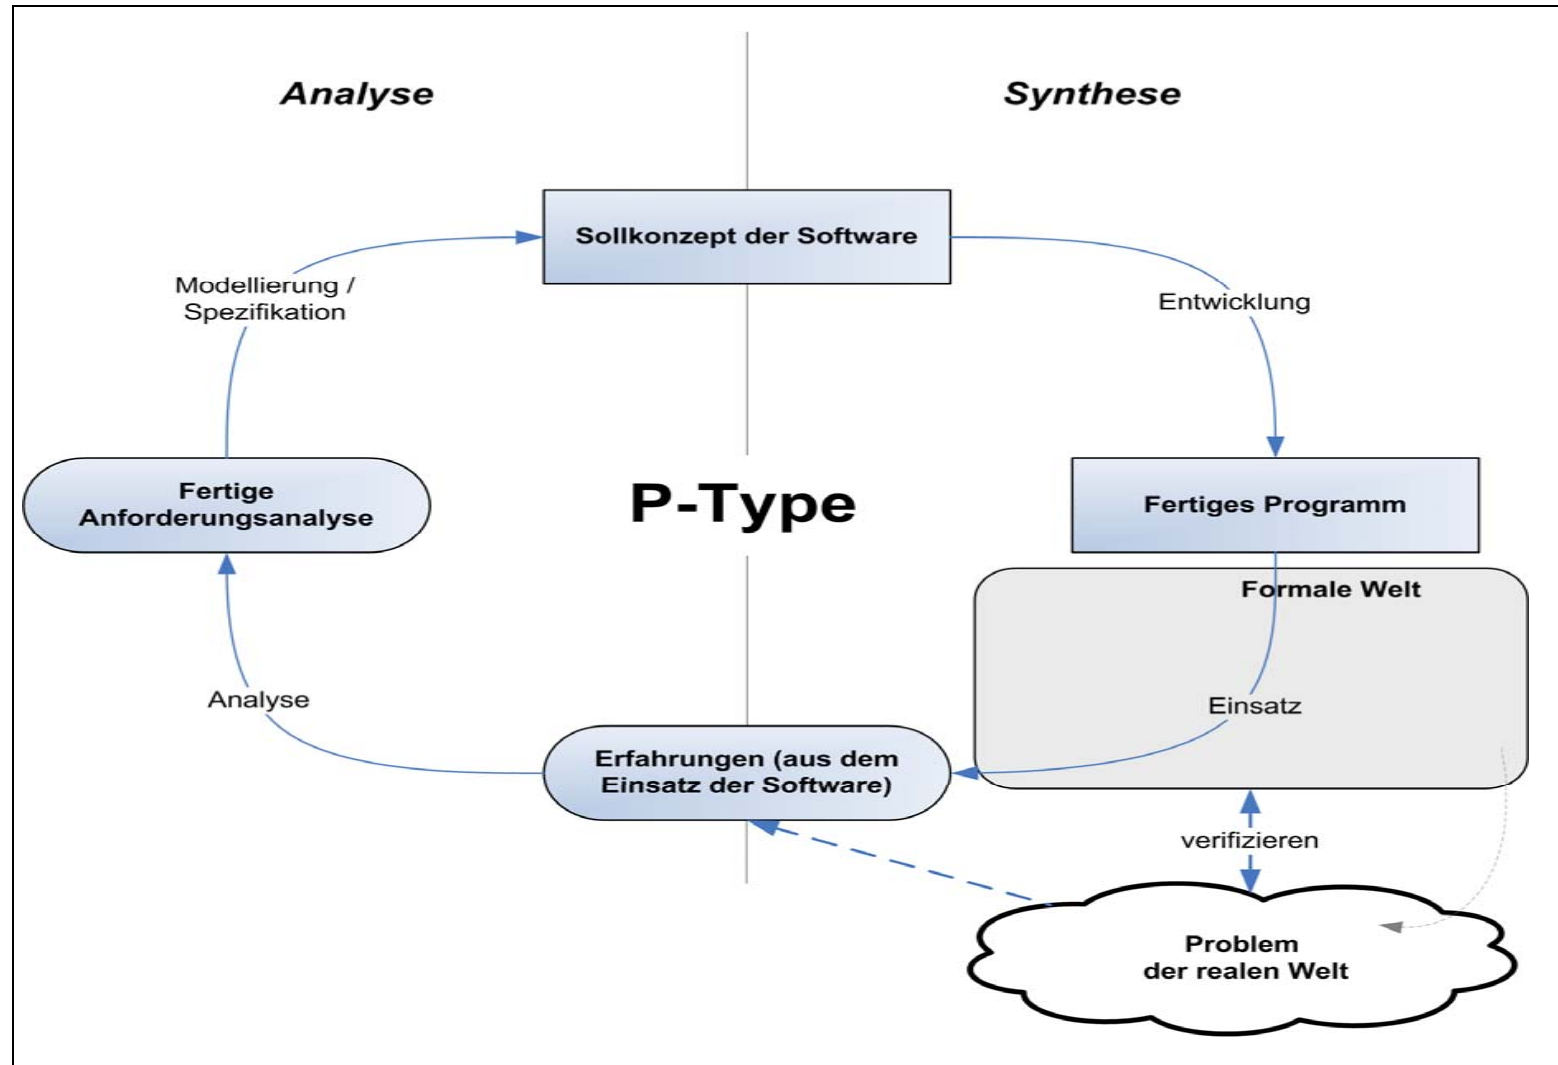 Analyse
Synthese
Sollkonzept der Software
Modellierung /
Spezifikation
Entwicklung
Fertige
Anforderungsanalyse
P-Type
Fertiges Programm
Formale Welt
Analyse
Einsatz
Erfahrungen (aus dem
Einsatz der Software)
verifizieren
Problem
der realen Welt